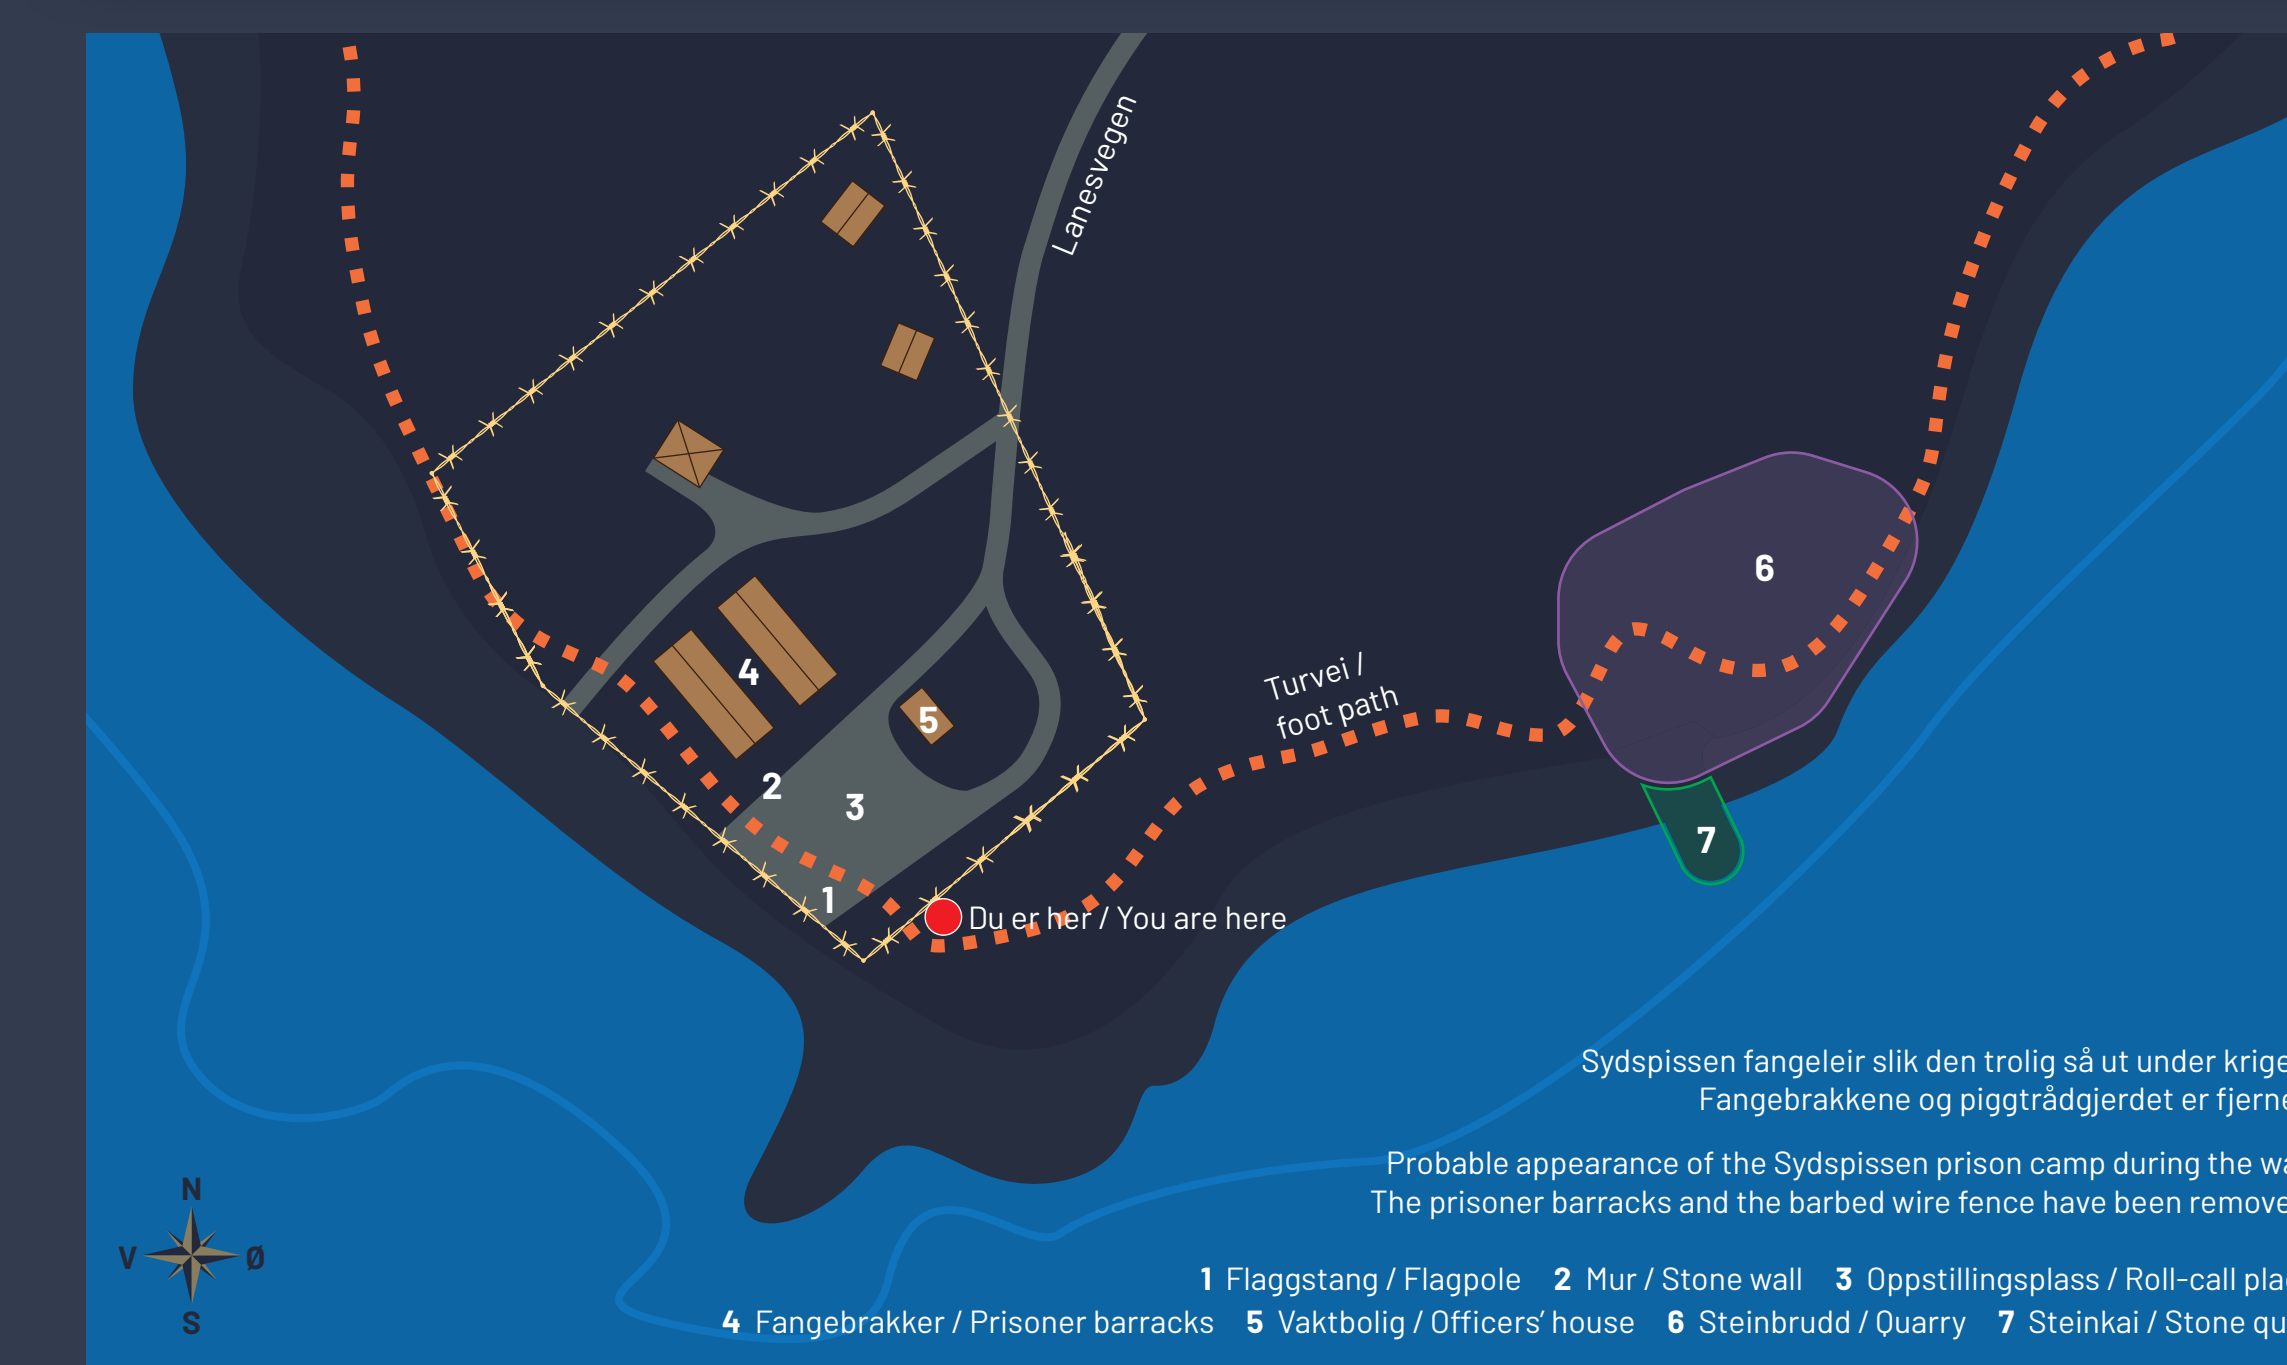 Lanesvegen
4
5
2
3
1
Du er her / You are here
Turvei /
foot path
6
7
Sydspissen fangeleir slik den trolig så ut under krige
Fangebrakkene og piggtrådgjerdet er fjerne
Probable appearance of the Sydspissen prison camp during the wa
The prisoner barracks and the barbed wire fence have been remove
1 Flaggstang / Flagpole 2 Mur / Stone wall 3 Oppstillingsplass / Roll-call pla
4 Fangebrakker / Prisoner barracks 5 Vaktbolig / Officers’ house 6 Steinbrudd / Quarry 7 Steinkai / Stone qu
N
V Ø
S